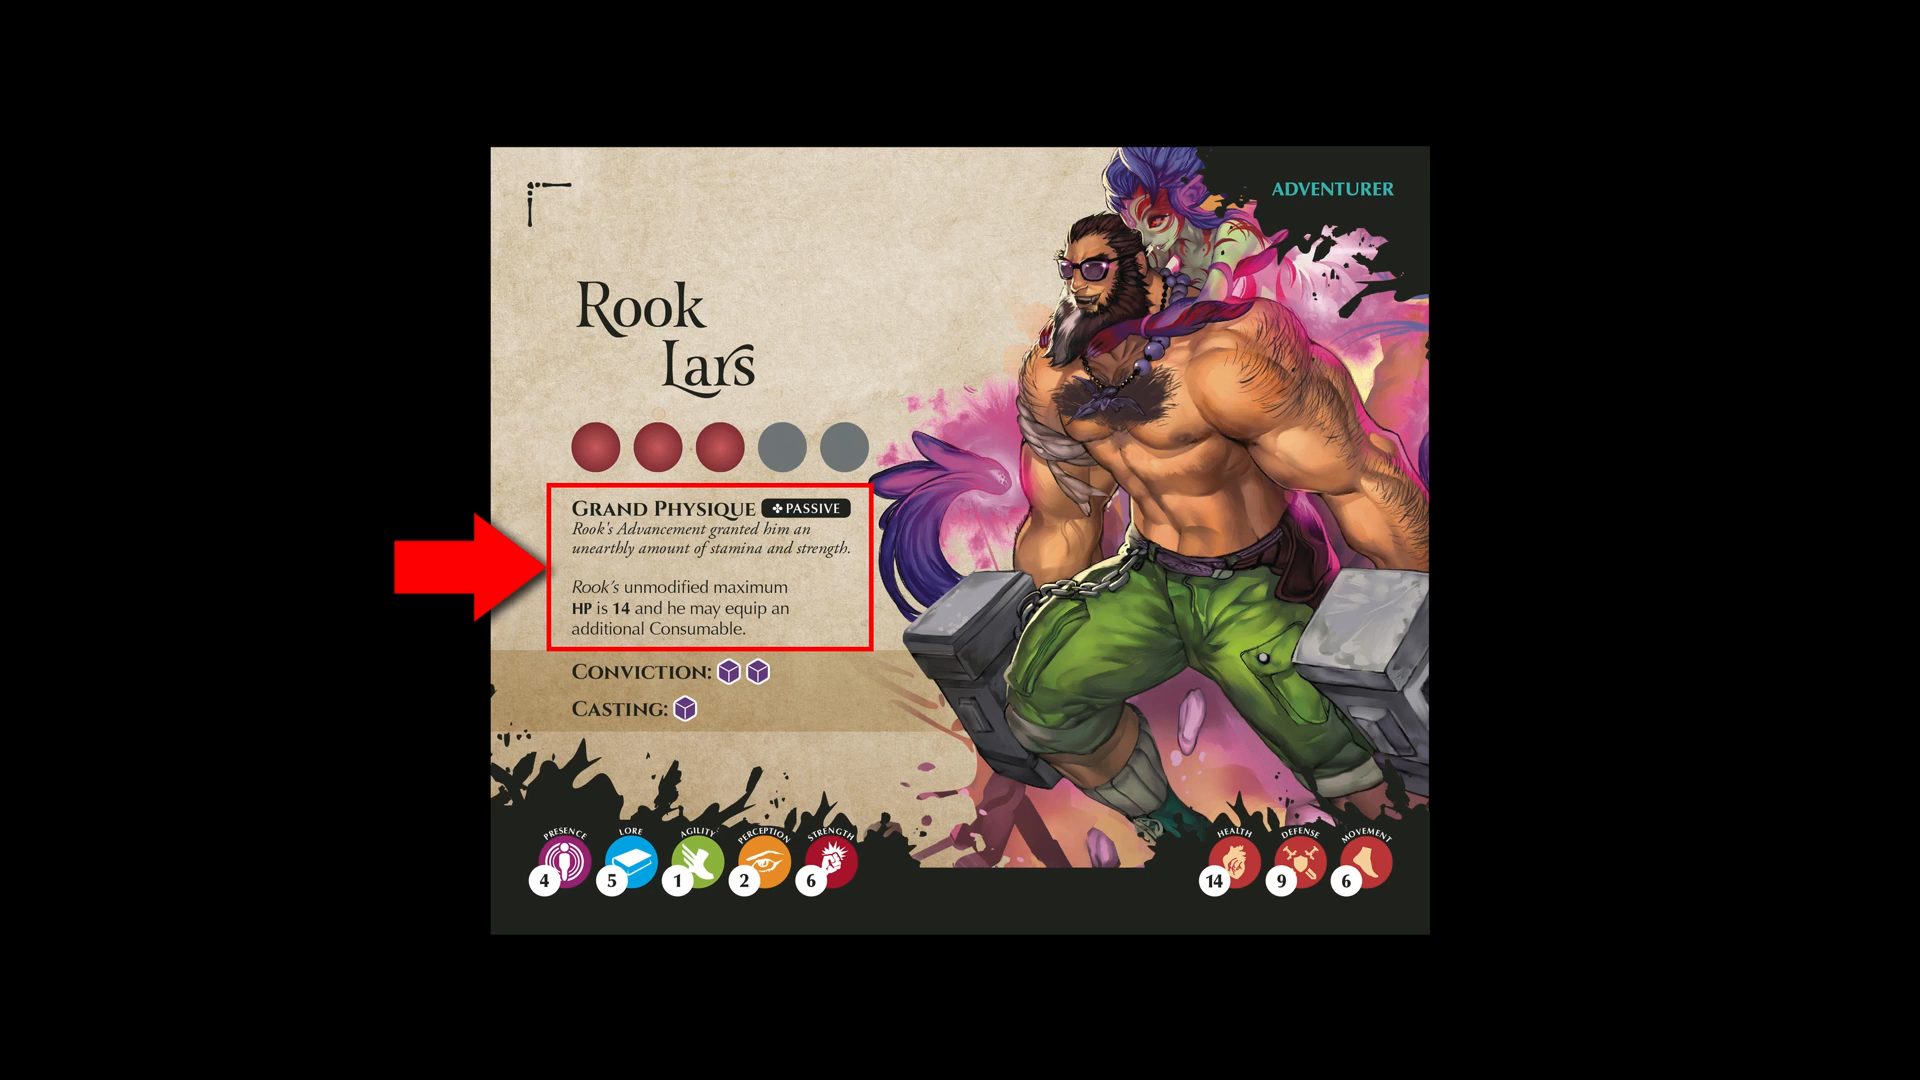 ADVENTURER
Rook
Lars
GRAND PHYSIQUE PASSIVE
Rook's Advancement granted him an
unearthly amount of stamina and strength.
Rook's unmodified maximum
HP is 14 and he may equip an
additional Consumable.
CONVICTION:
CASTING:
PRESENCE LORE AGILITY PERCEPTION STRENGTH HEALTH DEFENSE MOVEMENT
4 5 1 2 6 14 9 6